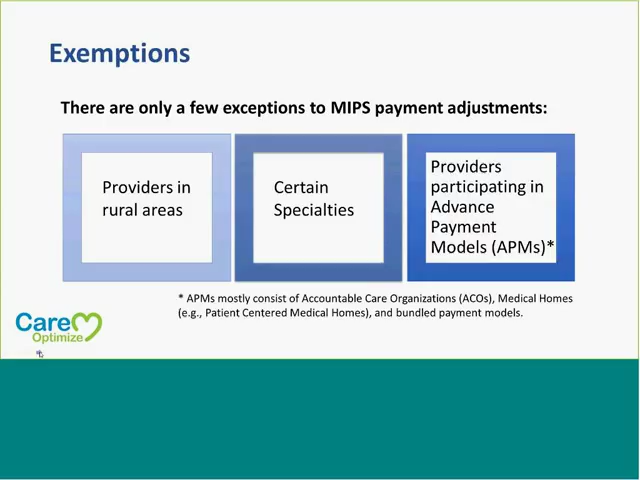 Exemptions
There are only a few exceptions to MIPS payment adjustments:
Providers in
rural areas
Certain
Specialties
Providers
participating in
Advance
Payment
Models (APMs)*
* APMs mostly consist of Accountable Care Organizations (ACOs), Medical Homes
(e.g., Patient Centered Medical Homes), and bundled payment models.
Care
Optimize